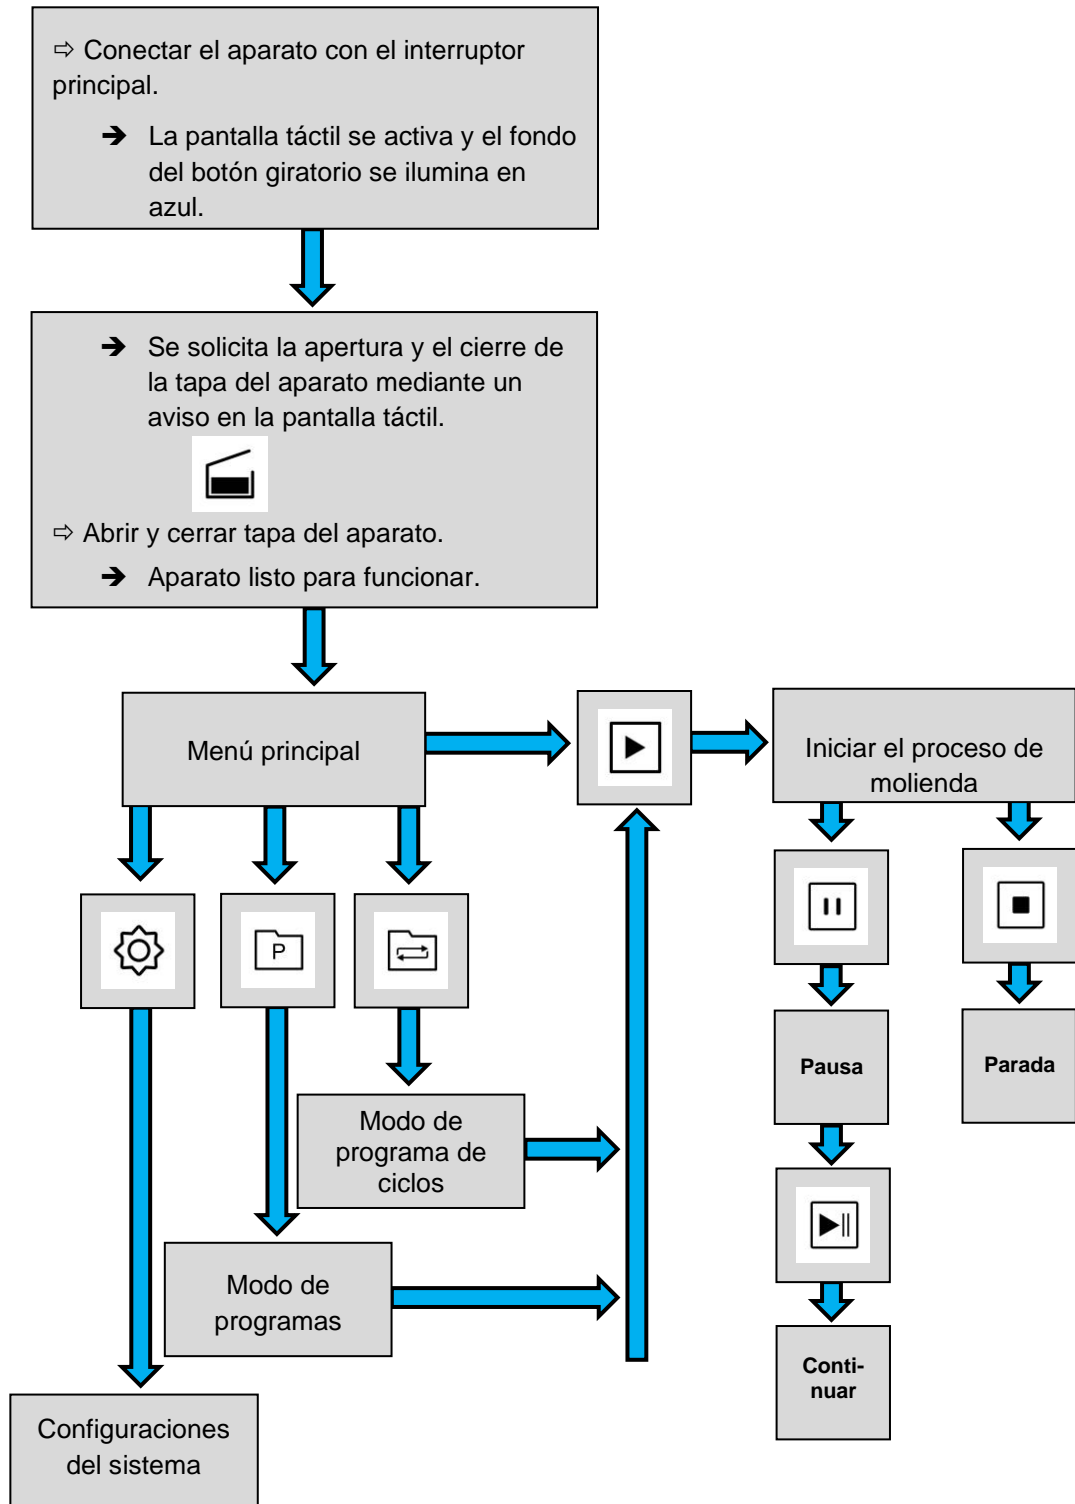 ⇨ Conectar el aparato con el interruptor
principal.
➔ La pantalla táctil se activa y el fondo
del botón giratorio se ilumina en
azul.
➔ Se solicita la apertura y el cierre de
la tapa del aparato mediante un
aviso en la pantalla táctil.
⇨ Abrir y cerrar tapa del aparato.
➔ Aparato listo para funcionar.
Menú principal
Iniciar el proceso de
molienda
P
Pausa
Parada
Modo de
programa de
ciclos
Modo de
programas
Conti-
nuar
Configuraciones
del sistema